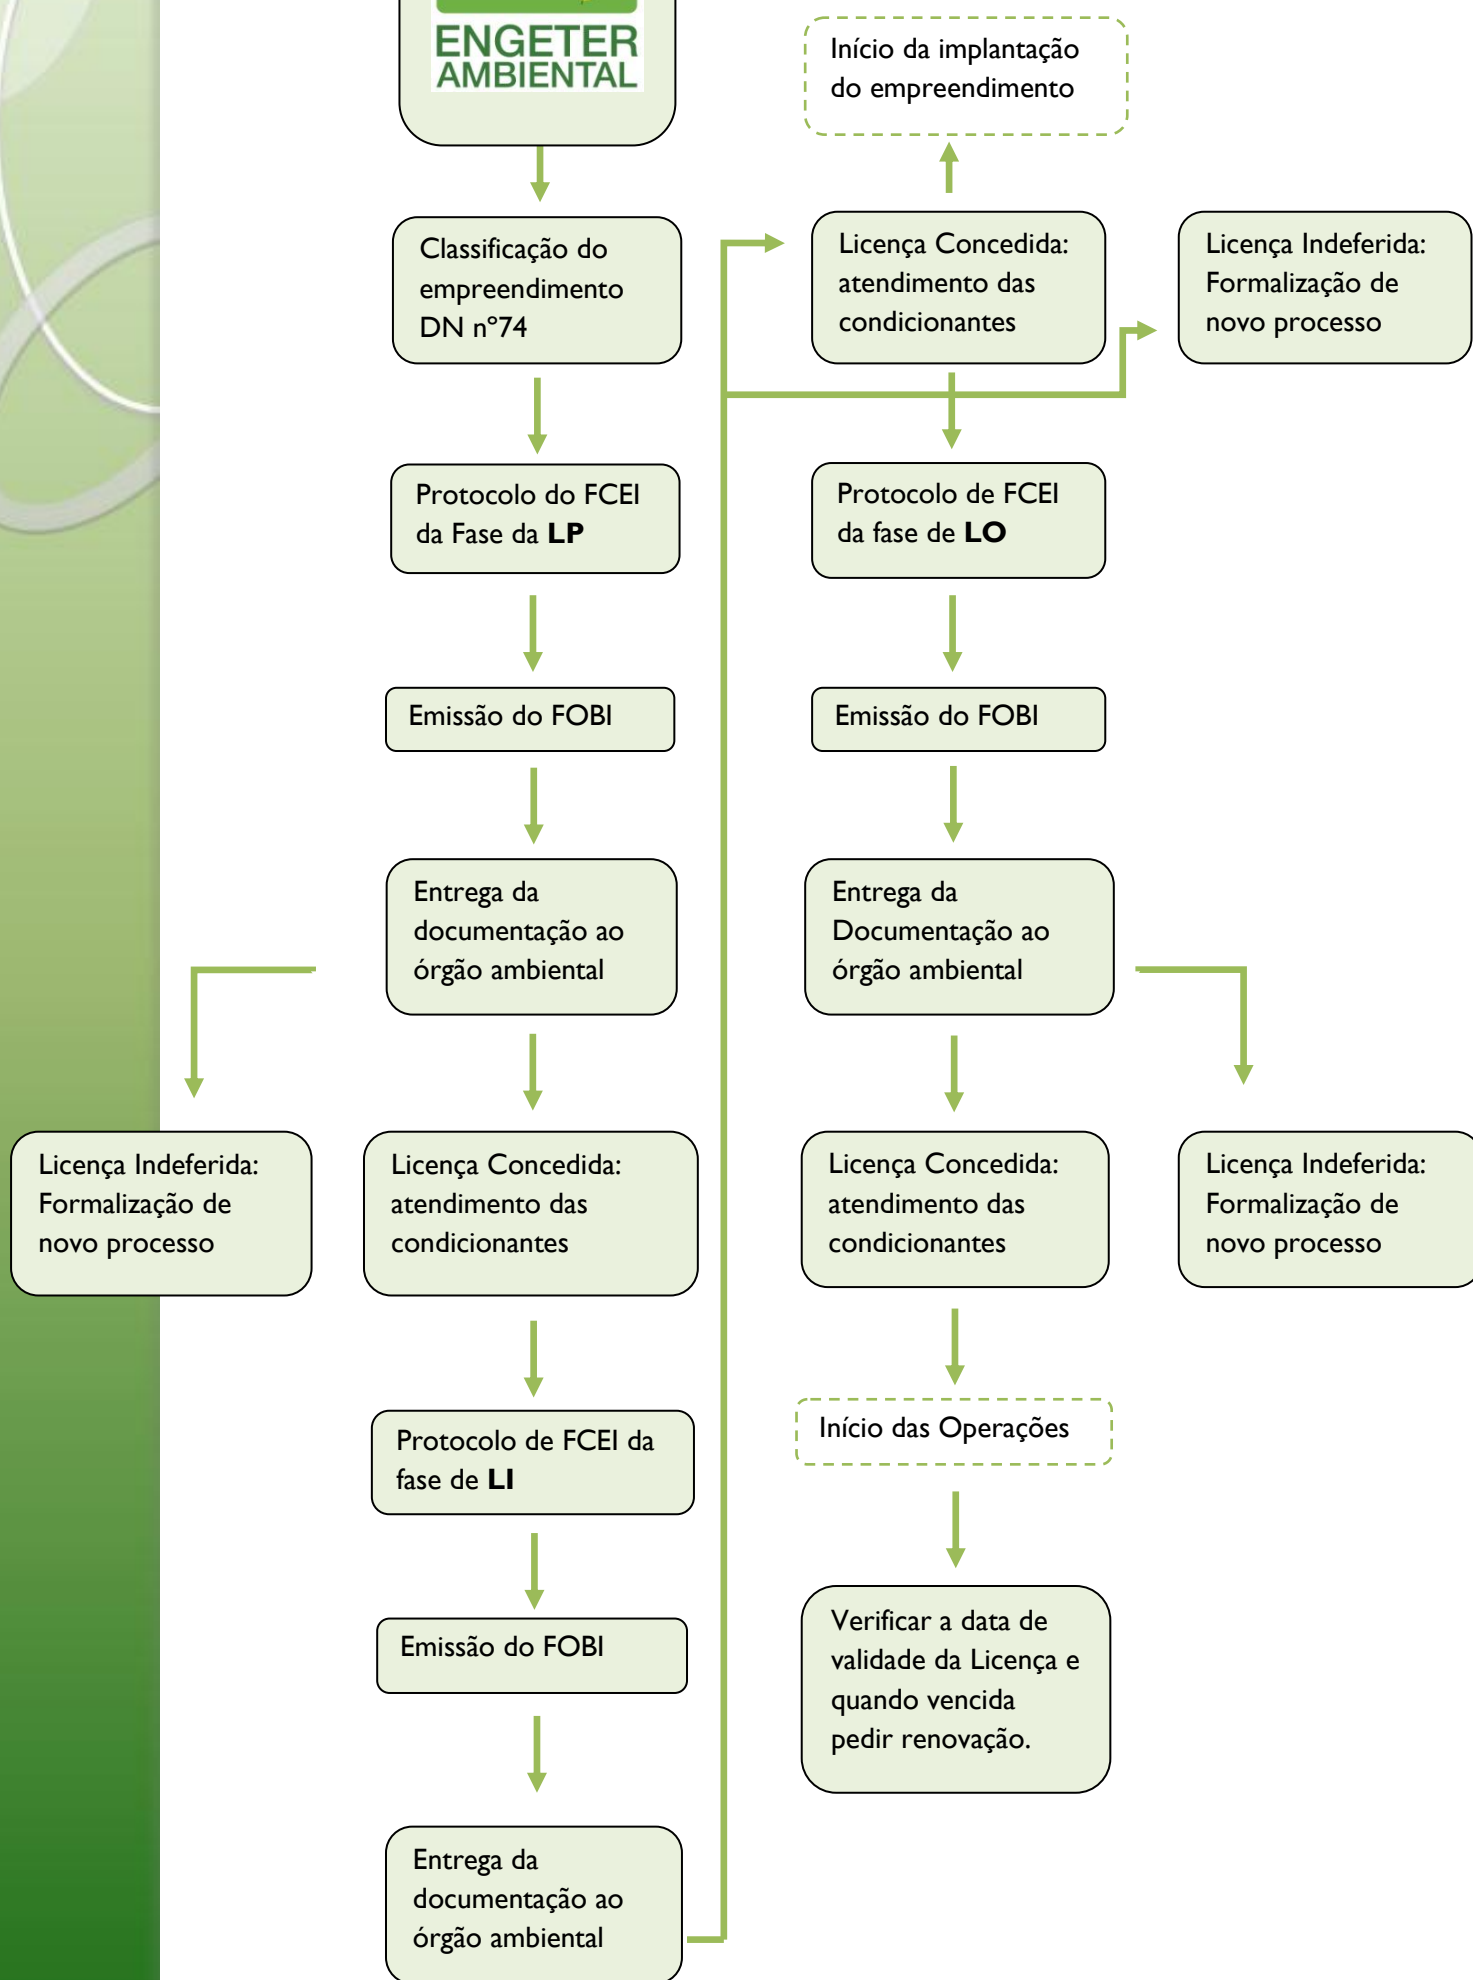 ENGETER
AMBIENTAL
Classificação do
empreendimento
DN nº74
Protocolo do FCEI
da Fase da LP
Emissão do FOBI
Entrega da
documentação ao
órgão ambiental
Licença Indeferida:
Formalização de
novo processo
Licença Concedida:
atendimento das
condicionantes
Protocolo de FCEI da
fase de LI
Emissão do FOBI
Entrega da
documentação ao
órgão ambiental
Início da implantação
do empreendimento
Licença Concedida:
atendimento das
condicionantes
Licença Indeferida:
Formalização de
novo processo
Protocolo de FCEI
da fase de LO
Emissão do FOBI
Entrega da
Documentação ao
órgão ambiental
Licença Concedida:
atendimento das
condicionantes
Licença Indeferida:
Formalização de
novo processo
Início das Operações
Verificar a data de
validade da Licença e
quando vencida
pedir renovação.